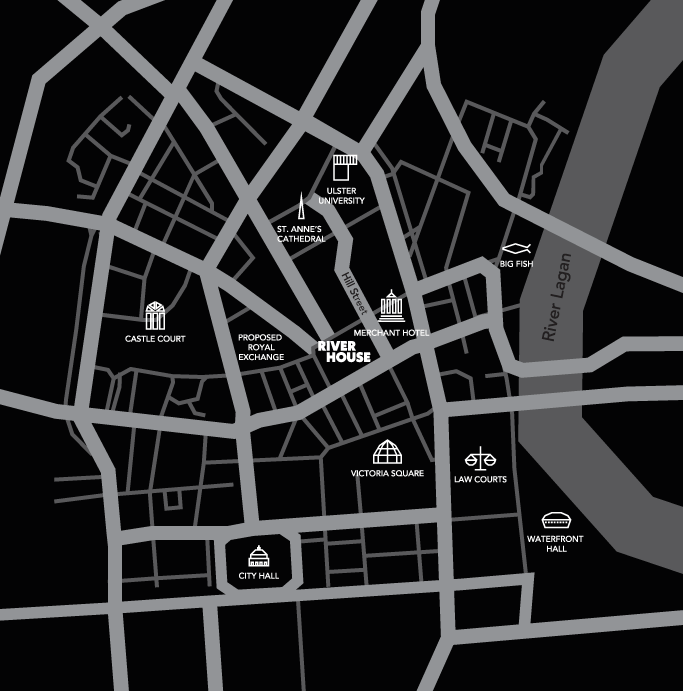 ULSTER
UNIVERSITY
ST. ANNE'S
CATHEDRAL
BIG FISH
River Lagan
Hill Street
CASTLE COURT
PROPOSED
ROYAL
EXCHANGE
MERCHANT HOTEL
RIVER
HOUSE
VICTORIA SQUARE
LAW COURTS
WATERFRONT
HALL
CITY HALL